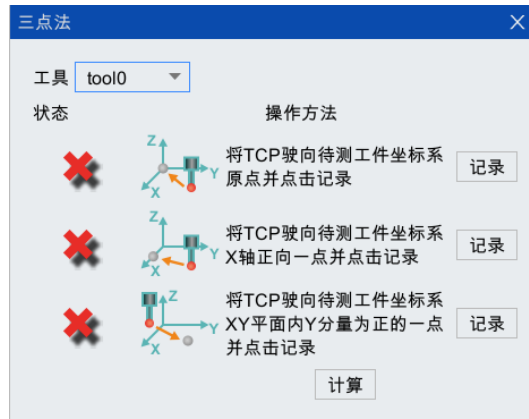 三点法
工具 tool0
状态 操作方法
Z Y X
将TCP驶向待测工件坐标系
原点并点击记录
记录
Z Y X
将TCP驶向待测工件坐标系
X轴正向一点并点击记录
记录
Z Y X
将TCP驶向待测工件坐标系
XY平面内Y分量为正的一点
并点击记录
记录
计算